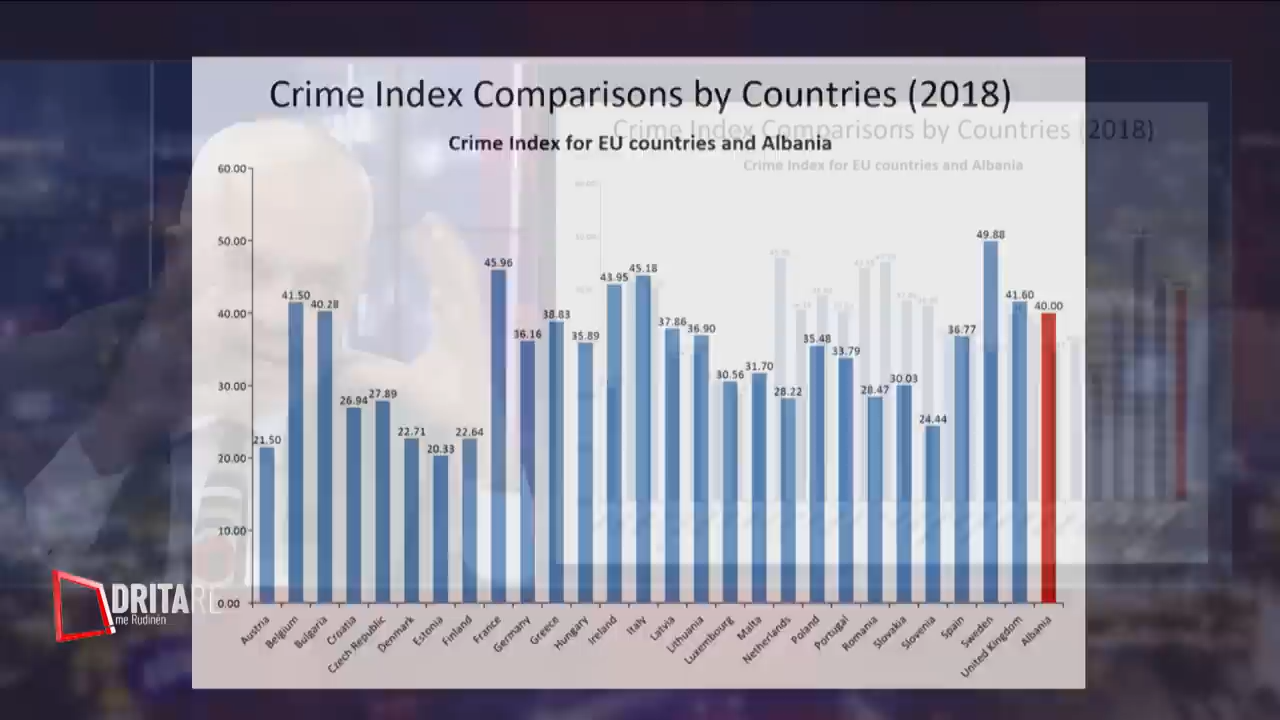 Crime Index Comparisons by Countries (2018)
Crime Index Comparisons by Countries (2018)
Crime Index for EU countries and Albania
Crime Index for EU countries and Albania
60.00
50.00
40.00
30.00
20.00
10.00
0.00
21.50
41.50
40.28
26.94
27.89
22.71
20.33
22.64
45.96
36.16
38.83
35.89
43.95
45.18
37.86
36.90
30.56
31.70
28.22
35.48
33.79
28.47
30.03
24.44
36.77
49.88
41.60
40.00
Austria
Belgium
Bulgaria
Croatia
Czech Republic
Denmark
Estonia
Finland
France
Germany
Greece
Hungary
Ireland
Italy
Latvia
Lithuania
Luxembourg
Malta
Netherlands
Poland
Portugal
Romania
Slovakia
Slovenia
Spain
Sweden
United Kingdom
Albania
DRITARE
me Rudinën